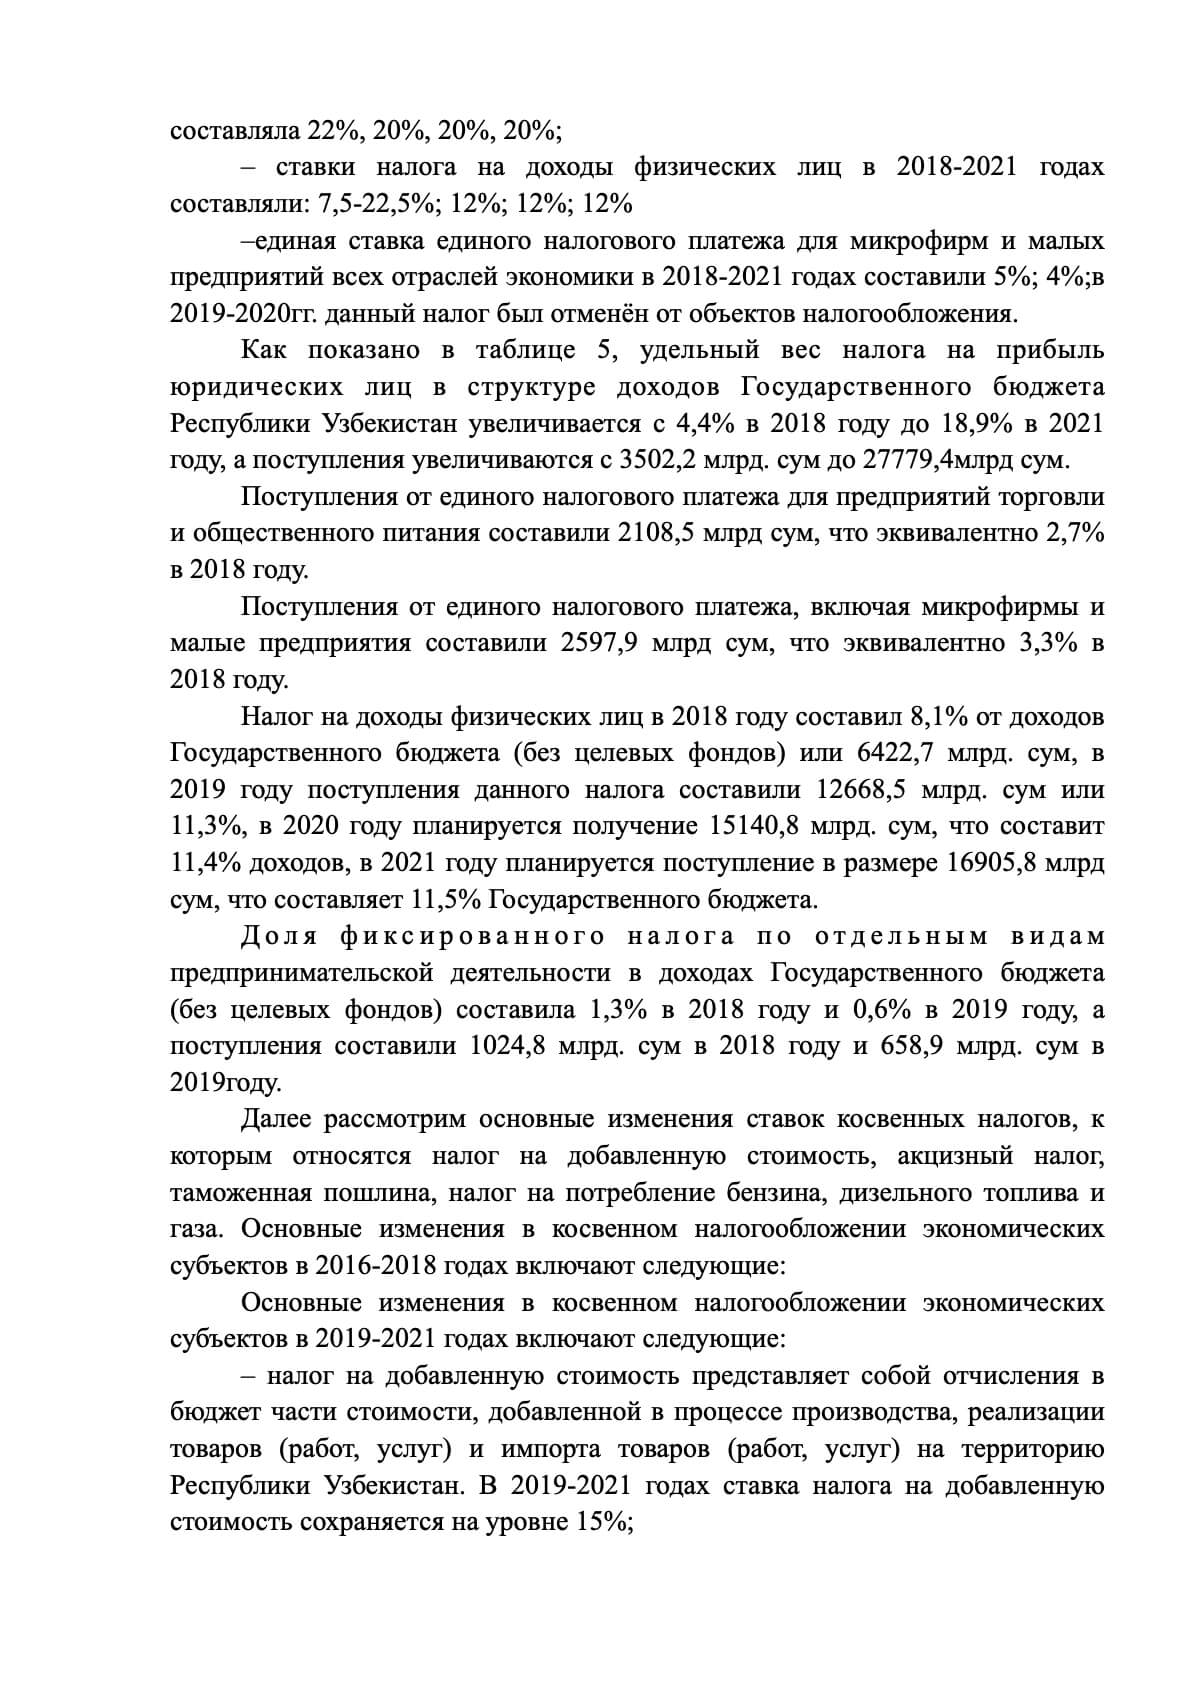 составляла 22%, 20%, 20%, 20%;
– ставки налога на доходы физических лиц в 2018-2021 годах
составляли: 7,5-22,5%; 12%; 12%; 12%
–единая ставка единого налогового платежа для микрофирм и малых
предприятий всех отраслей экономики в 2018-2021 годах составили 5%; 4%;в
2019-2020гг. данный налог был отменён от объектов налогообложения.
Как показано в таблице 5, удельный вес налога на прибыль
юридических лиц в структуре доходов Государственного бюджета
Республики Узбекистан увеличивается с 4,4% в 2018 году до 18,9% в 2021
году, а поступления увеличиваются с 3502,2 млрд. сум до 27779,4млрд сум.
Поступления от единого налогового платежа для предприятий торговли
и общественного питания составили 2108,5 млрд сум, что эквивалентно 2,7%
в 2018 году.
Поступления от единого налогового платежа, включая микрофирмы и
малые предприятия составили 2597,9 млрд сум, что эквивалентно 3,3% в
2018 году.
Налог на доходы физических лиц в 2018 году составил 8,1% от доходов
Государственного бюджета (без целевых фондов) или 6422,7 млрд. сум, в
2019 году поступления данного налога составили 12668,5 млрд. сум или
11,3%, в 2020 году планируется получение 15140,8 млрд. сум, что составит
11,4% доходов, в 2021 году планируется поступление в размере 16905,8 млрд
сум, что составляет 11,5% Государственного бюджета.
Доля фиксированного налога по отдельным видам
предпринимательской деятельности в доходах Государственного бюджета
(без целевых фондов) составила 1,3% в 2018 году и 0,6% в 2019 году, а
поступления составили 1024,8 млрд. сум в 2018 году и 658,9 млрд. сум в
2019году.
Далее рассмотрим основные изменения ставок косвенных налогов, к
которым относятся налог на добавленную стоимость, акцизный налог,
таможенная пошлина, налог на потребление бензина, дизельного топлива и
газа. Основные изменения в косвенном налогообложении экономических
субъектов в 2016-2018 годах включают следующие:
Основные изменения в косвенном налогообложении экономических
субъектов в 2019-2021 годах включают следующие:
– налог на добавленную стоимость представляет собой отчисления в
бюджет части стоимости, добавленной в процессе производства, реализации
товаров (работ, услуг) и импорта товаров (работ, услуг) на территорию
Республики Узбекистан. В 2019-2021 годах ставка налога на добавленную
стоимость сохраняется на уровне 15%;